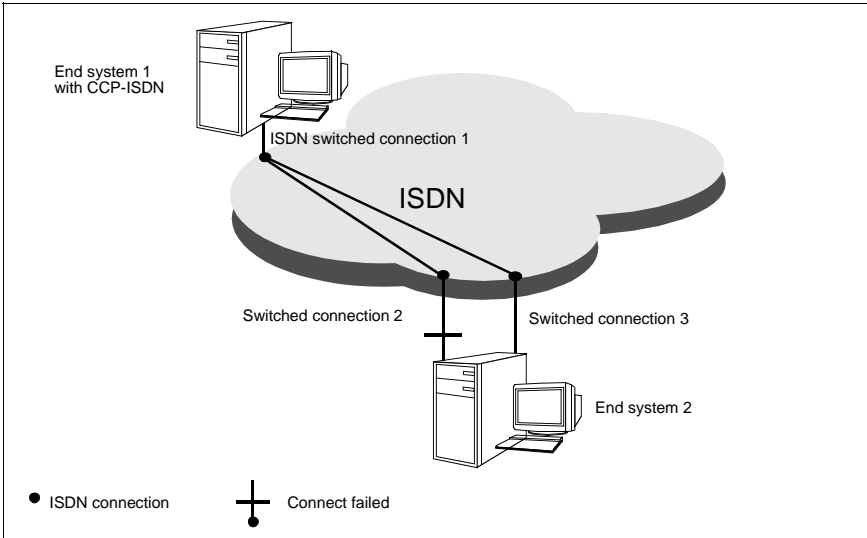 End system 1
with CCP-ISDN
ISDN switched connection 1
ISDN
Switched connection 2
Switched connection 3
End system 2
ISDN connection
Connect failed